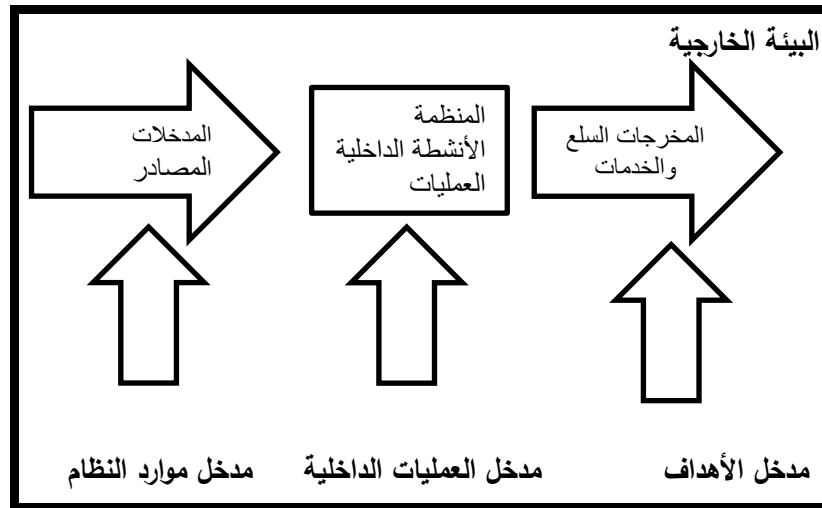 البيئة الخارجية
المخرجات السلع
والخدمات
المنظمة
الأنشطة الداخلية
العمليات
المدخلات
المصادر
مدخل الأهداف
مدخل العمليات الداخلية
مدخل موارد النظام